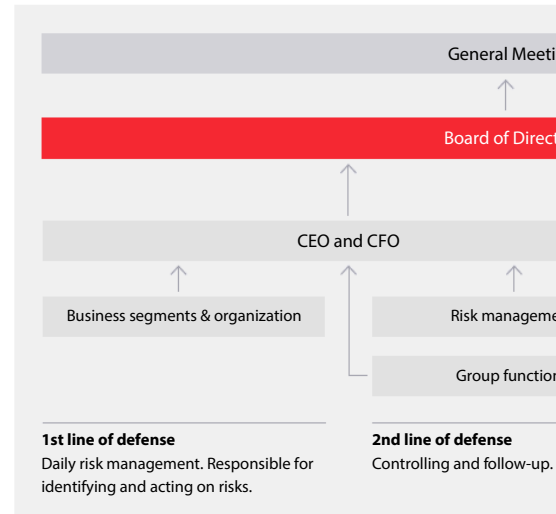 General Meeti
Board of Direct
CEO and CFO
Business segments & organization
Risk manageme
Group function
1st line of defense
Daily risk management. Responsible for
identifying and acting on risks.
2nd line of defense
Controlling and follow-up.